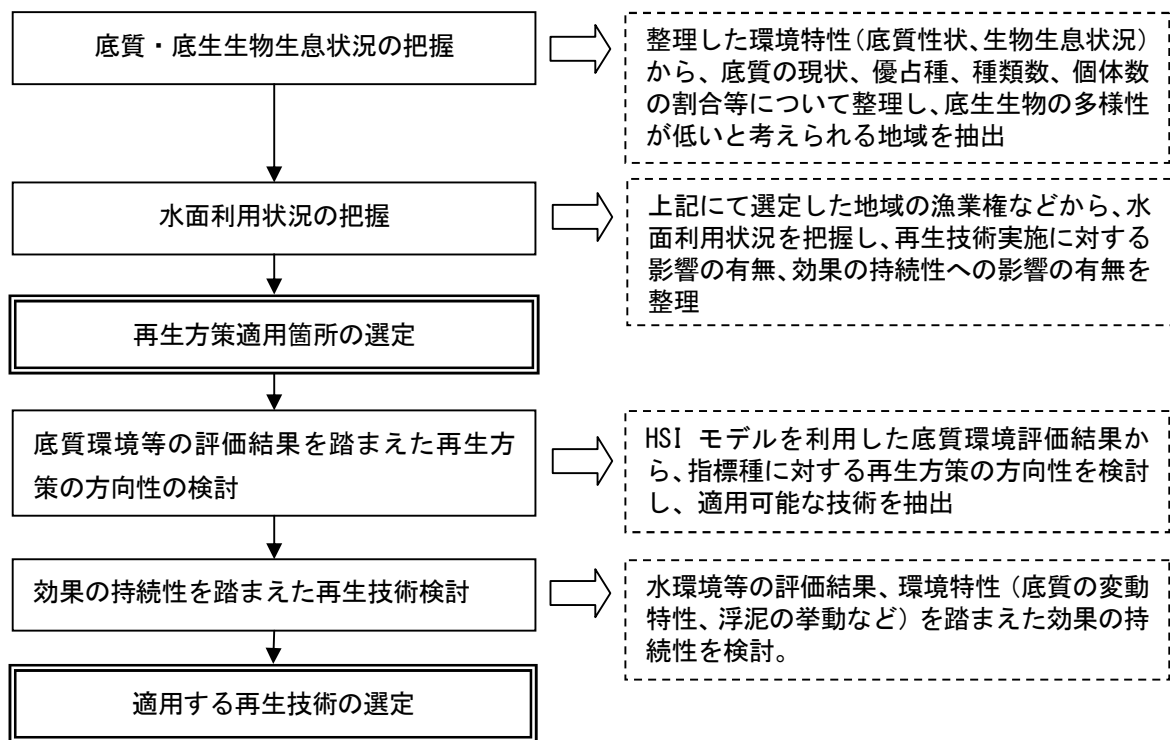 底質・底生生物生息状況の把握
整理した環境特性(底質性状、生物生息状況)
から、底質の現状、優占種、種類数、個体数
の割合等について整理し、底生生物の多様性
が低いと考えられる地域を抽出
水面利用状況の把握
上記にて選定した地域の漁業権などから、水
面利用状況を把握し、再生技術実施に対する
影響の有無、効果の持続性への影響の有無を
整理
再生方策適用箇所の選定
底質環境等の評価結果を踏まえた再生方
策の方向性の検討
HSI モデルを利用した底質環境評価結果か
ら、指標種に対する再生方策の方向性を検討
し、適用可能な技術を抽出
効果の持続性を踏まえた再生技術検討
水環境等の評価結果、環境特性（底質の変動
特性、浮泥の挙動など）を踏まえた効果の持
続性を検討。
適用する再生技術の選定